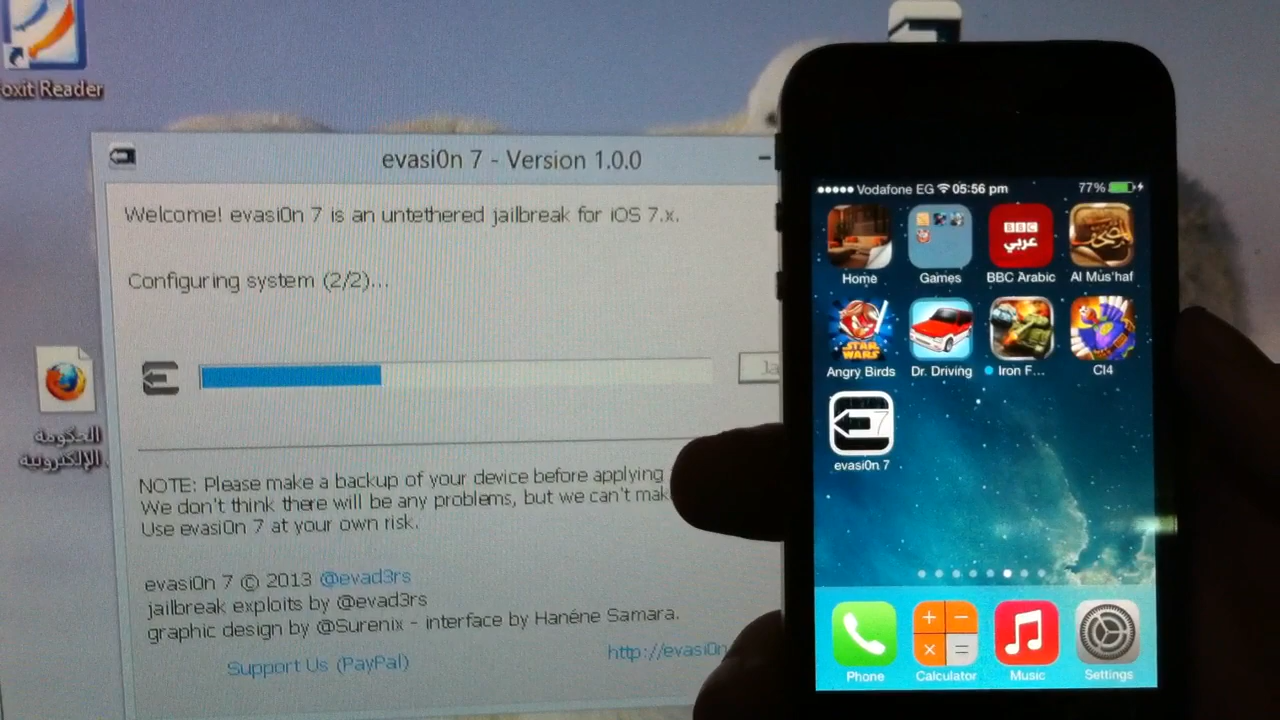 oxit Reader
evasi0n 7 - Version 1.0.0
Welcome! evasi0n 7 is an untethered jailbreak for iOS 7.x.
Configuring system (2/2)...
Ja
الحكومة
الإلكترونية
NOTE: Please make a backup of your device before applying
We don't think there will be any problems, but we can't mak
Use evasi0n 7 at your own risk.
evasi0n 7 © 2013 @evad3rs
jailbreak exploits by @evad3rs
graphic design by @Surenix - interface by Hanéne Samara.
Support Us (PayPal)
http://evasi0n
Vodafone EG 05:56 pm 77%
Home Games BBC Arabic Al Mus'haf
BBC
عربي
STAR
WARS
Angry Birds Dr. Driving Iron F... CI4
7
evasi0n 7
Phone Calculator Music Settings